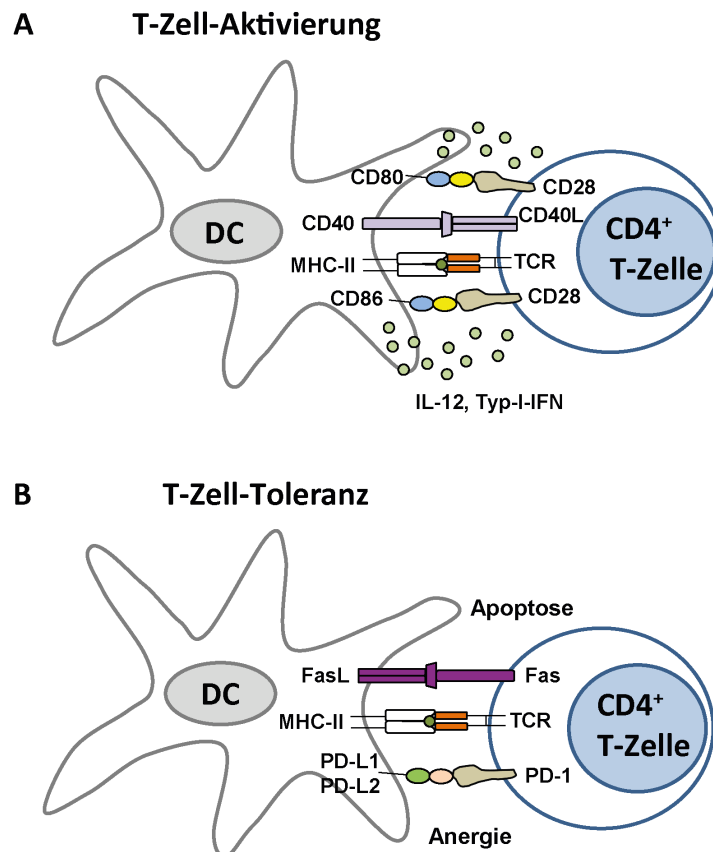 A T-Zell-Aktivierung
CD80
CD28
CD40
CD40L
DC
CD4⁺
T-Zelle
MHC-II
TCR
CD86
CD28
IL-12, Typ-I-IFN
B T-Zell-Toleranz
Apoptose
FasL
Fas
DC
CD4⁺
T-Zelle
MHC-II
TCR
PD-L1
PD-L2
PD-1
Anergie